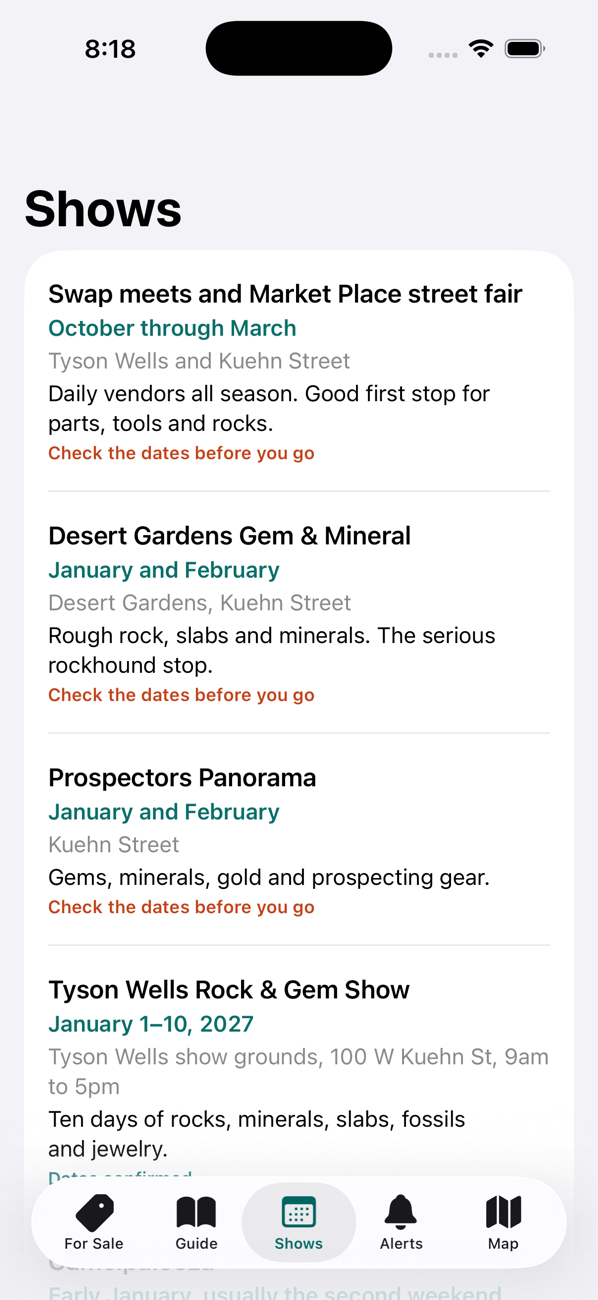 8:18
Shows
Swap meets and Market Place street fair
October through March
Tyson Wells and Kuehn Street
Daily vendors all season. Good first stop for
parts, tools and rocks.
Check the dates before you go
Desert Gardens Gem & Mineral
January and February
Desert Gardens, Kuehn Street
Rough rock, slabs and minerals. The serious
rockhound stop.
Check the dates before you go
Prospectors Panorama
January and February
Kuehn Street
Gems, minerals, gold and prospecting gear.
Check the dates before you go
Tyson Wells Rock & Gem Show
January 1–10, 2027
Tyson Wells show grounds, 100 W Kuehn St, 9am
to 5pm
Ten days of rocks, minerals, slabs, fossils
and jewelry.
Dates confirmed
For Sale
Guide
Shows
Alerts
Map
Early January, usually the second weekend